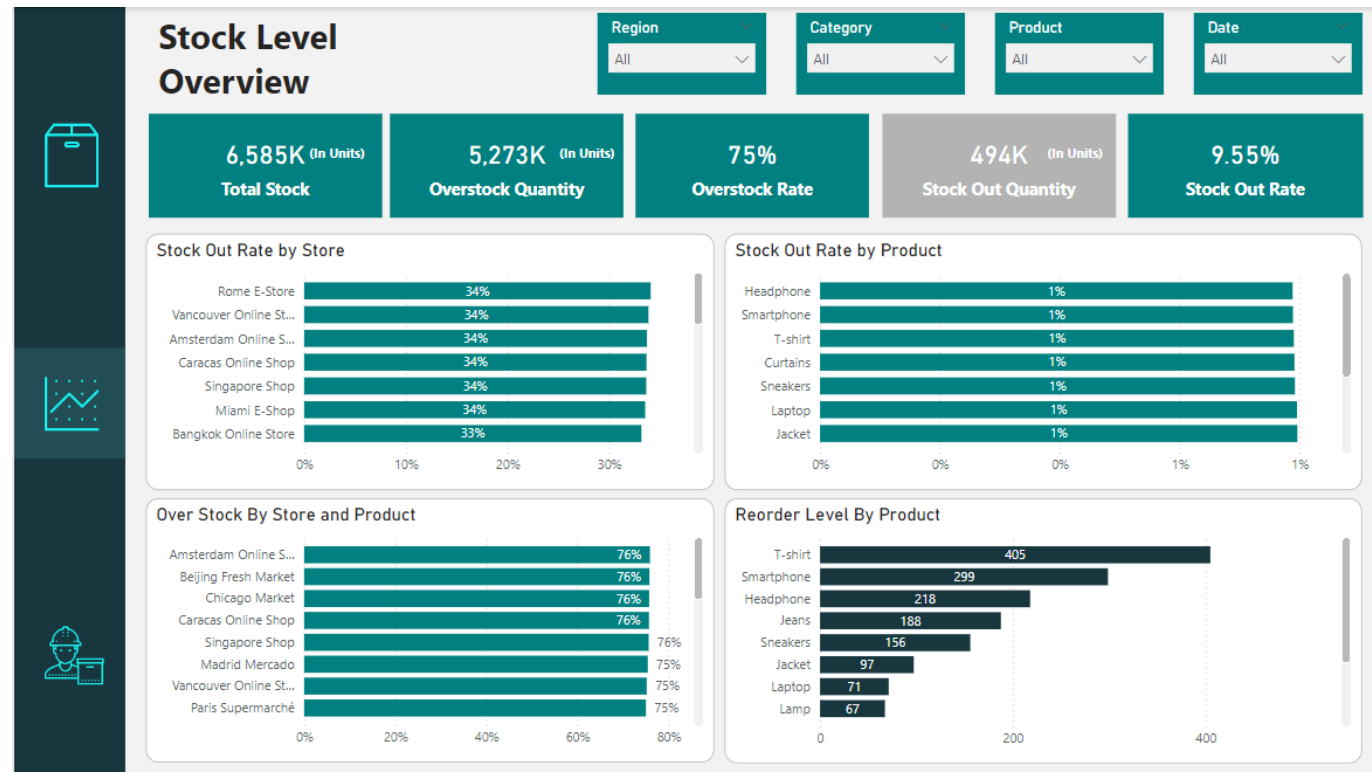 Stock Level
Overview
Region
All
Category
All
Product
All
Date
All
6,585K (In Units)
Total Stock
5,273K (In Units)
Overstock Quantity
75%
Overstock Rate
494K (In Units)
Stock Out Quantity
9.55%
Stock Out Rate
Stock Out Rate by Store
Rome E-Store 34%
Vancouver Online St... 34%
Amsterdam Online S... 34%
Caracas Online Shop 34%
Singapore Shop 34%
Miami E-Shop 34%
Bangkok Online Store 33%
0% 10% 20% 30%
Stock Out Rate by Product
Headphone 1%
Smartphone 1%
T-shirt 1%
Curtains 1%
Sneakers 1%
Laptop 1%
Jacket 1%
0% 0% 0% 1% 1%
Over Stock By Store and Product
Amsterdam Online S... 76%
Beijing Fresh Market 76%
Chicago Market 76%
Caracas Online Shop 76%
Singapore Shop 76%
Madrid Mercado 75%
Vancouver Online St... 75%
Paris Supermarché 75%
0% 20% 40% 60% 80%
Reorder Level By Product
T-shirt 405
Smartphone 299
Headphone 218
Jeans 188
Sneakers 156
Jacket 97
Laptop 71
Lamp 67
0 200 400